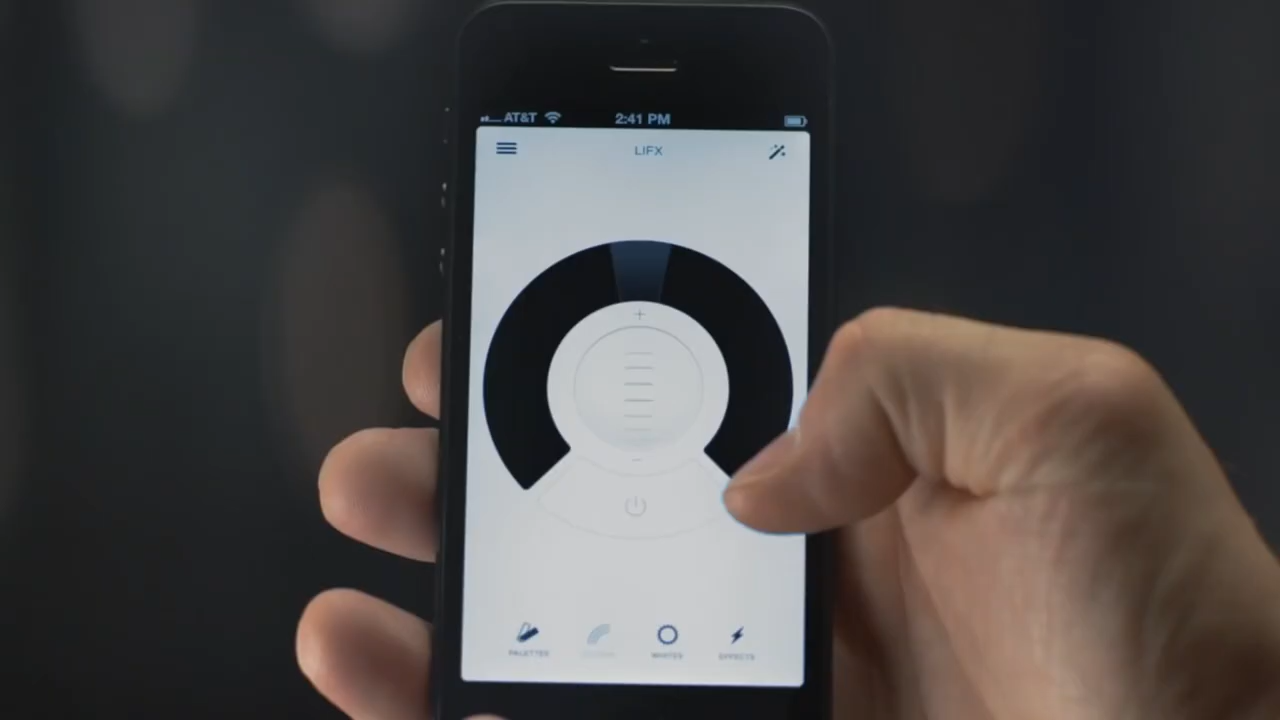 AT&T 2:41 PM
LIFX
+
-
PALETTES WHITES EFFECTS